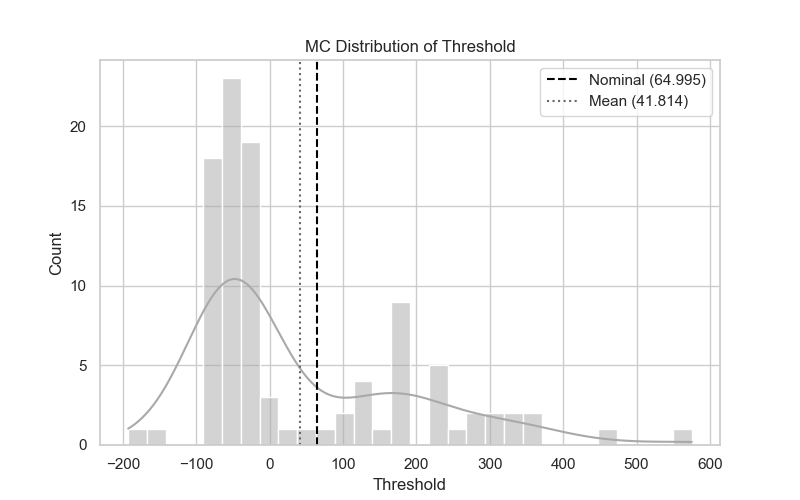 MC Distribution of Threshold
Nominal (64.995)
Mean (41.814)
Count
20
15
10
5
0
−200 −100 0 100 200 300 400 500 600
Threshold